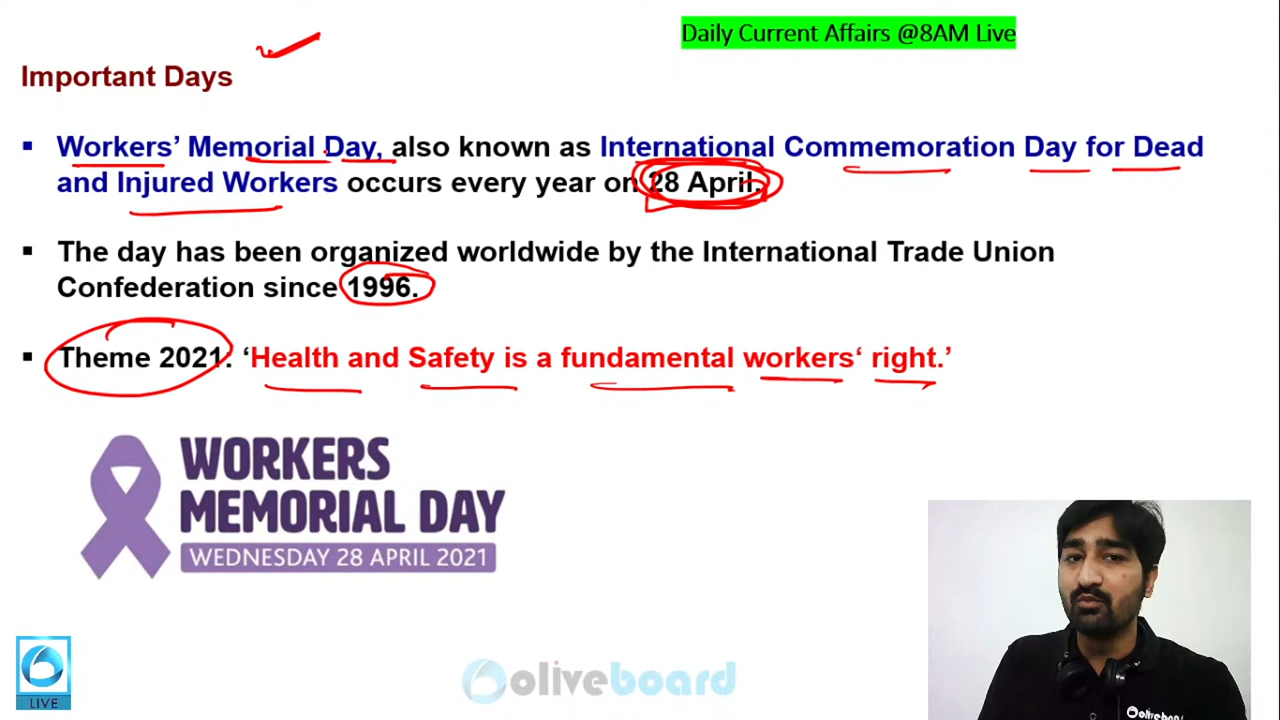 Daily Current Affairs @8AM Live
Important Days
▪ Workers’ Memorial Day, also known as International Commemoration Day for Dead
and Injured Workers occurs every year on 28 April.
▪ The day has been organized worldwide by the International Trade Union
Confederation since 1996.
▪ Theme 2021: ‘Health and Safety is a fundamental workers‘ right.’
WORKERS
MEMORIAL DAY
WEDNESDAY 28 APRIL 2021
LIVE
oliveboard
oliveboard